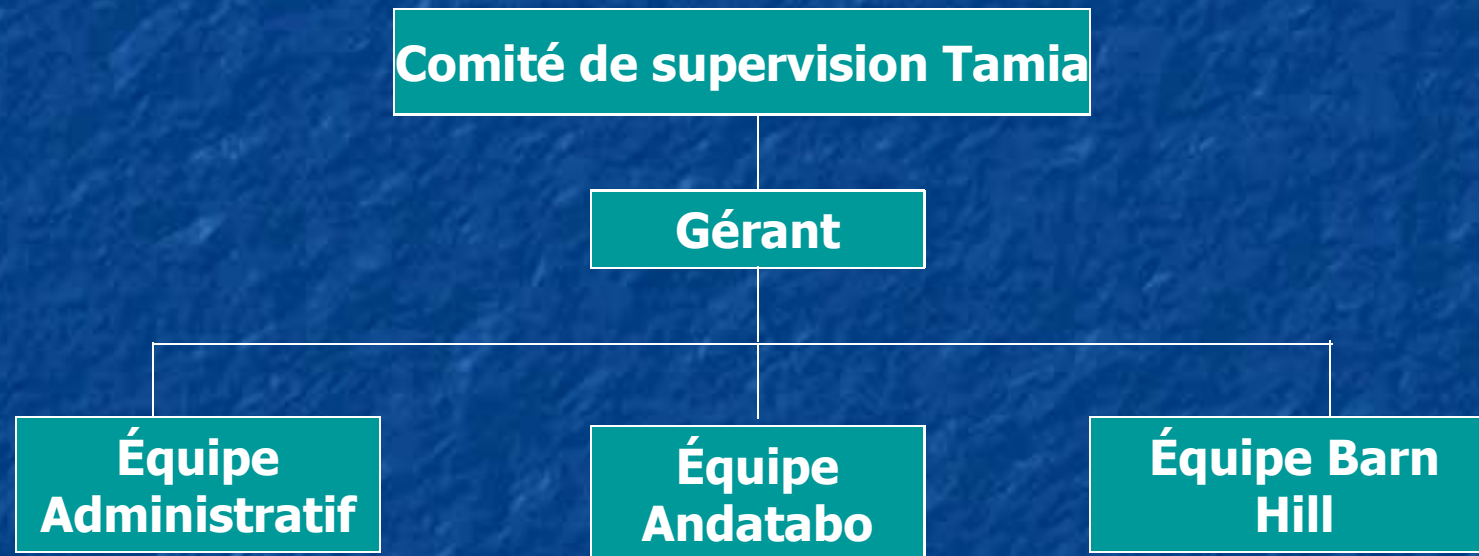 Comité de supervision Tamia
Gérant
Équipe
Administratif
Équipe
Andatabo
Équipe Barn
Hill